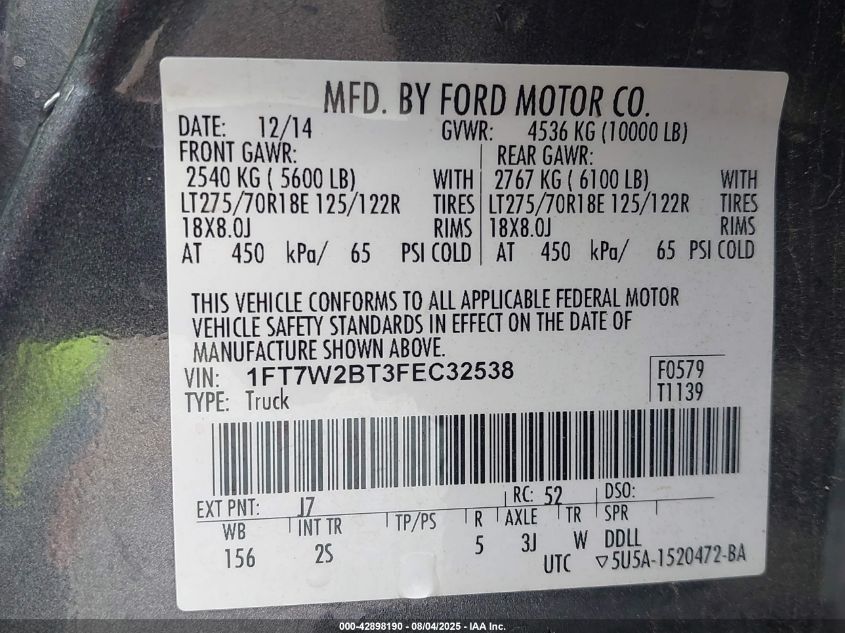 MFD. BY FORD MOTOR CO.
DATE: 12/14 GVWR: 4536 KG (10000 LB)
FRONT GAWR: REAR GAWR:
2540 KG ( 5600 LB) WITH 2767 KG ( 6100 LB) WITH
LT275/70R18E 125/122R TIRES LT275/70R18E 125/122R TIRES
18X8.0J RIMS 18X8.0J RIMS
AT 450 kPa/ 65 PSI COLD AT 450 kPa/ 65 PSI COLD
THIS VEHICLE CONFORMS TO ALL APPLICABLE FEDERAL MOTOR
VEHICLE SAFETY STANDARDS IN EFFECT ON THE DATE OF
MANUFACTURE SHOWN ABOVE.
VIN: 1FT7W2BT3FEC32538 F0579
TYPE: Truck T1139
EXT PNT: J7 RC: 52 DSO:
WB INT TR TP/PS R AXLE TR SPR
156 2S 5 3J W DDLL
UTC ▽5U5A-1520472-BA
000-42898190 - 08/04/2025 - IAA Inc.